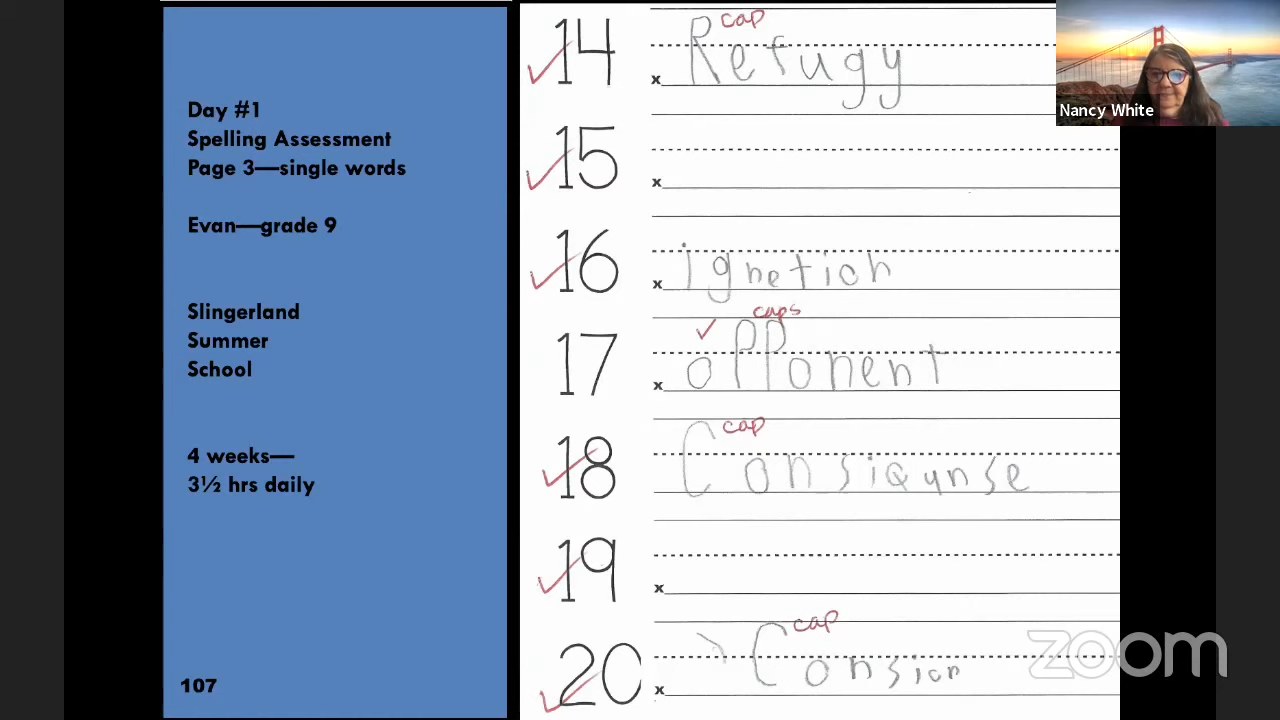 Day #1
Spelling Assessment
Page 3—single words
Evan—grade 9
Slingerland
Summer
School
4 weeks—
3½ hrs daily
107
cap
14 x Refugy
15 x
16 x ignetion
caps
17 x opponent
cap
18 x Consiqunse
19 x
cap
20 x Consion
Nancy White
zoom